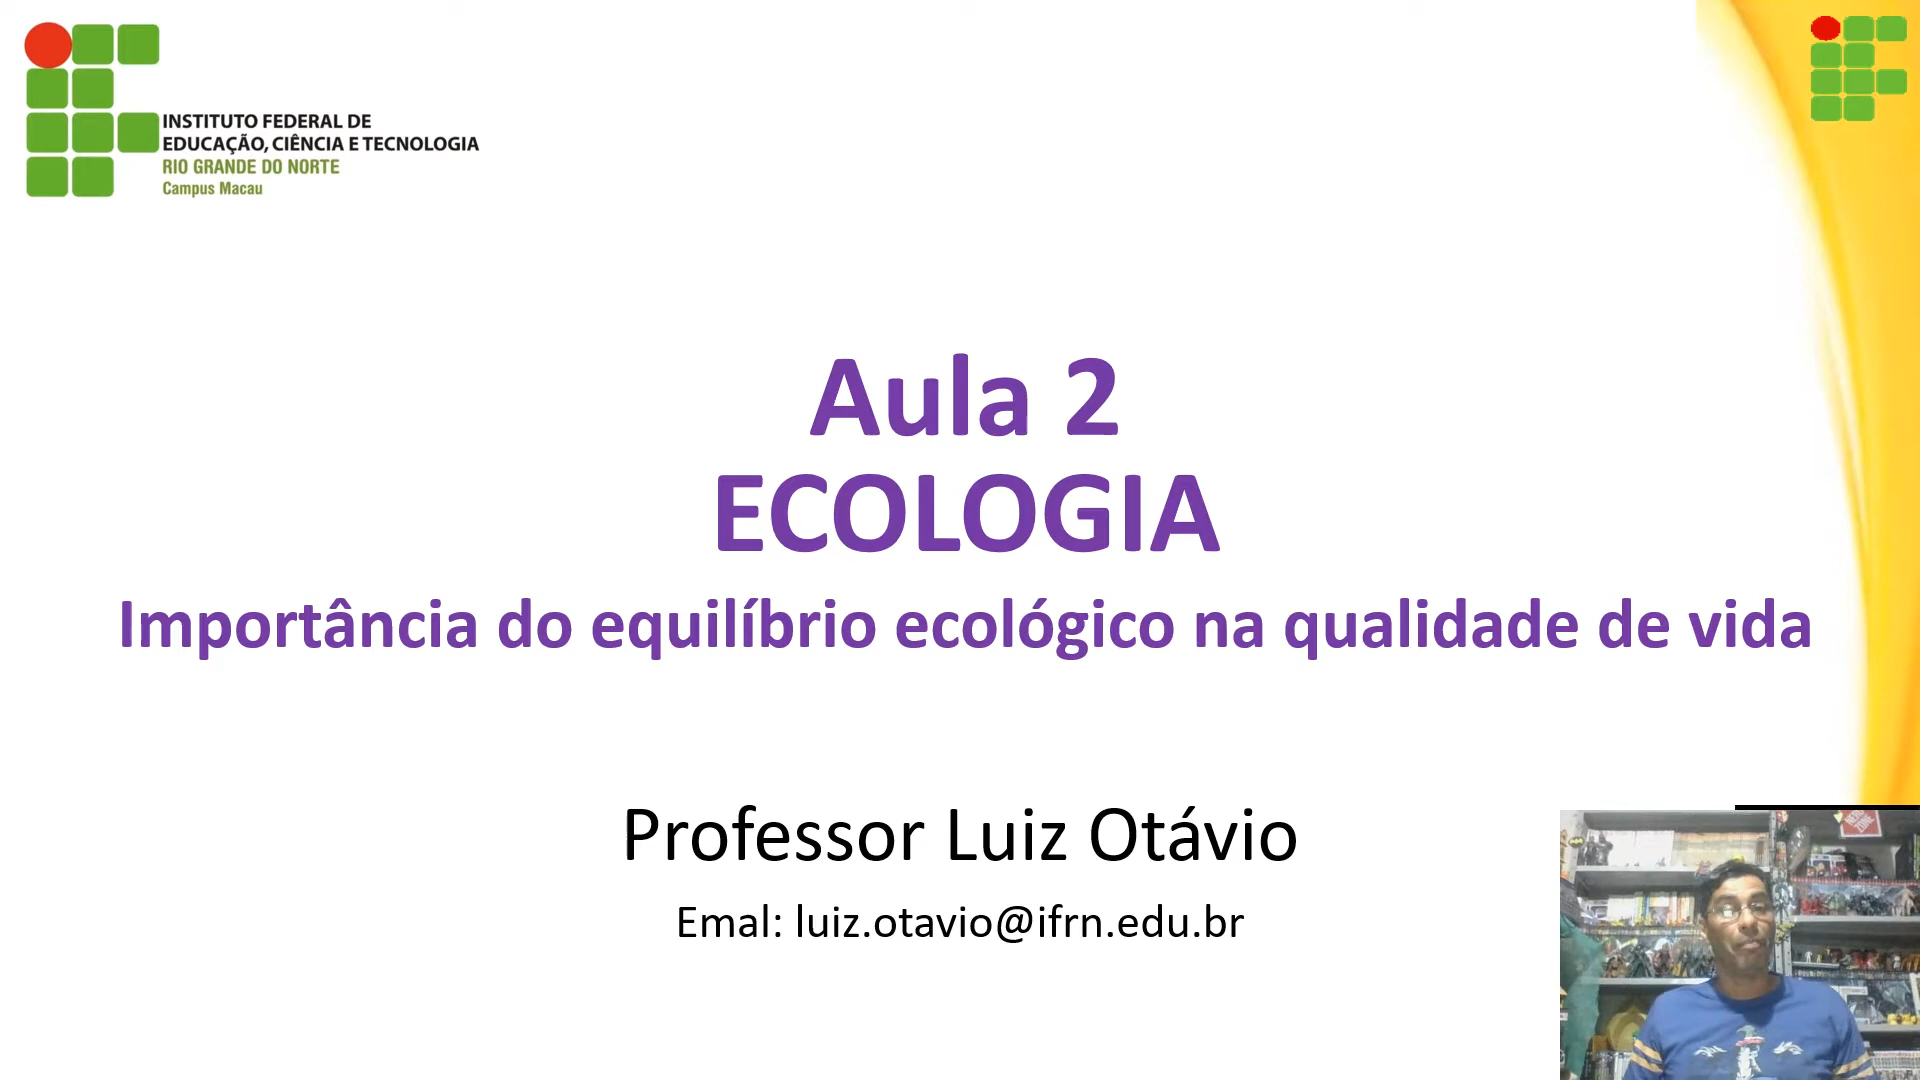 INSTITUTO FEDERAL DE
EDUCAÇÃO, CIÊNCIA E TECNOLOGIA
RIO GRANDE DO NORTE
Campus Macau
Aula 2
ECOLOGIA
Importância do equilíbrio ecológico na qualidade de vida
Professor Luiz Otávio
Emal: luiz.otavio@ifrn.edu.br